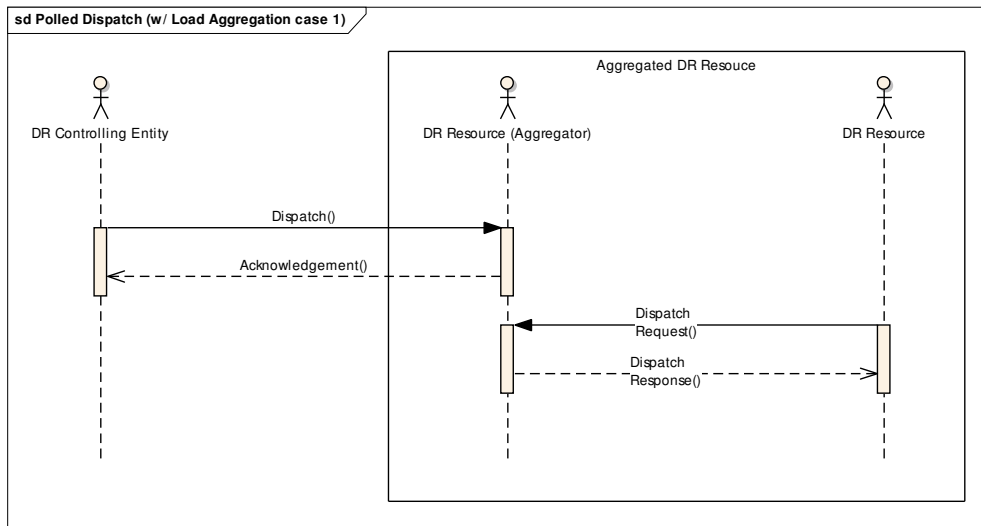 sd Polled Dispatch (w/ Load Aggregation case 1)
Aggregated DR Resouce
DR Controlling Entity
DR Resource (Aggregator)
DR Resource
Dispatch()
Acknowledgement()
Dispatch
Request()
Dispatch
Response()